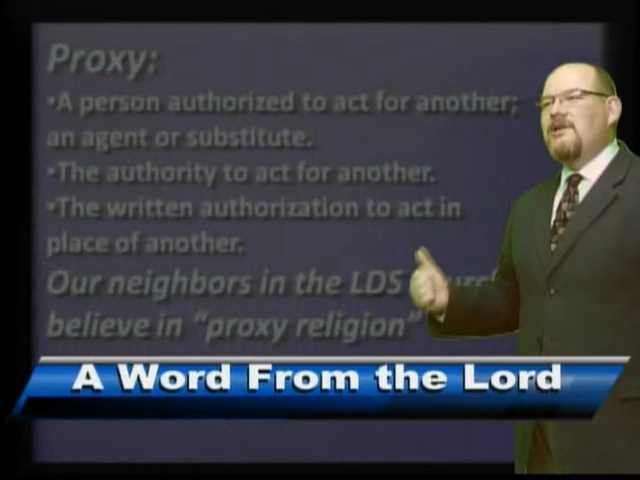 Proxy:
•A person authorized to act for another;
an agent or substitute.
•The authority to act for another.
•The written authorization to act in
place of another.
Our neighbors in the LDS
believe in "proxy religion"
A Word From the Lord